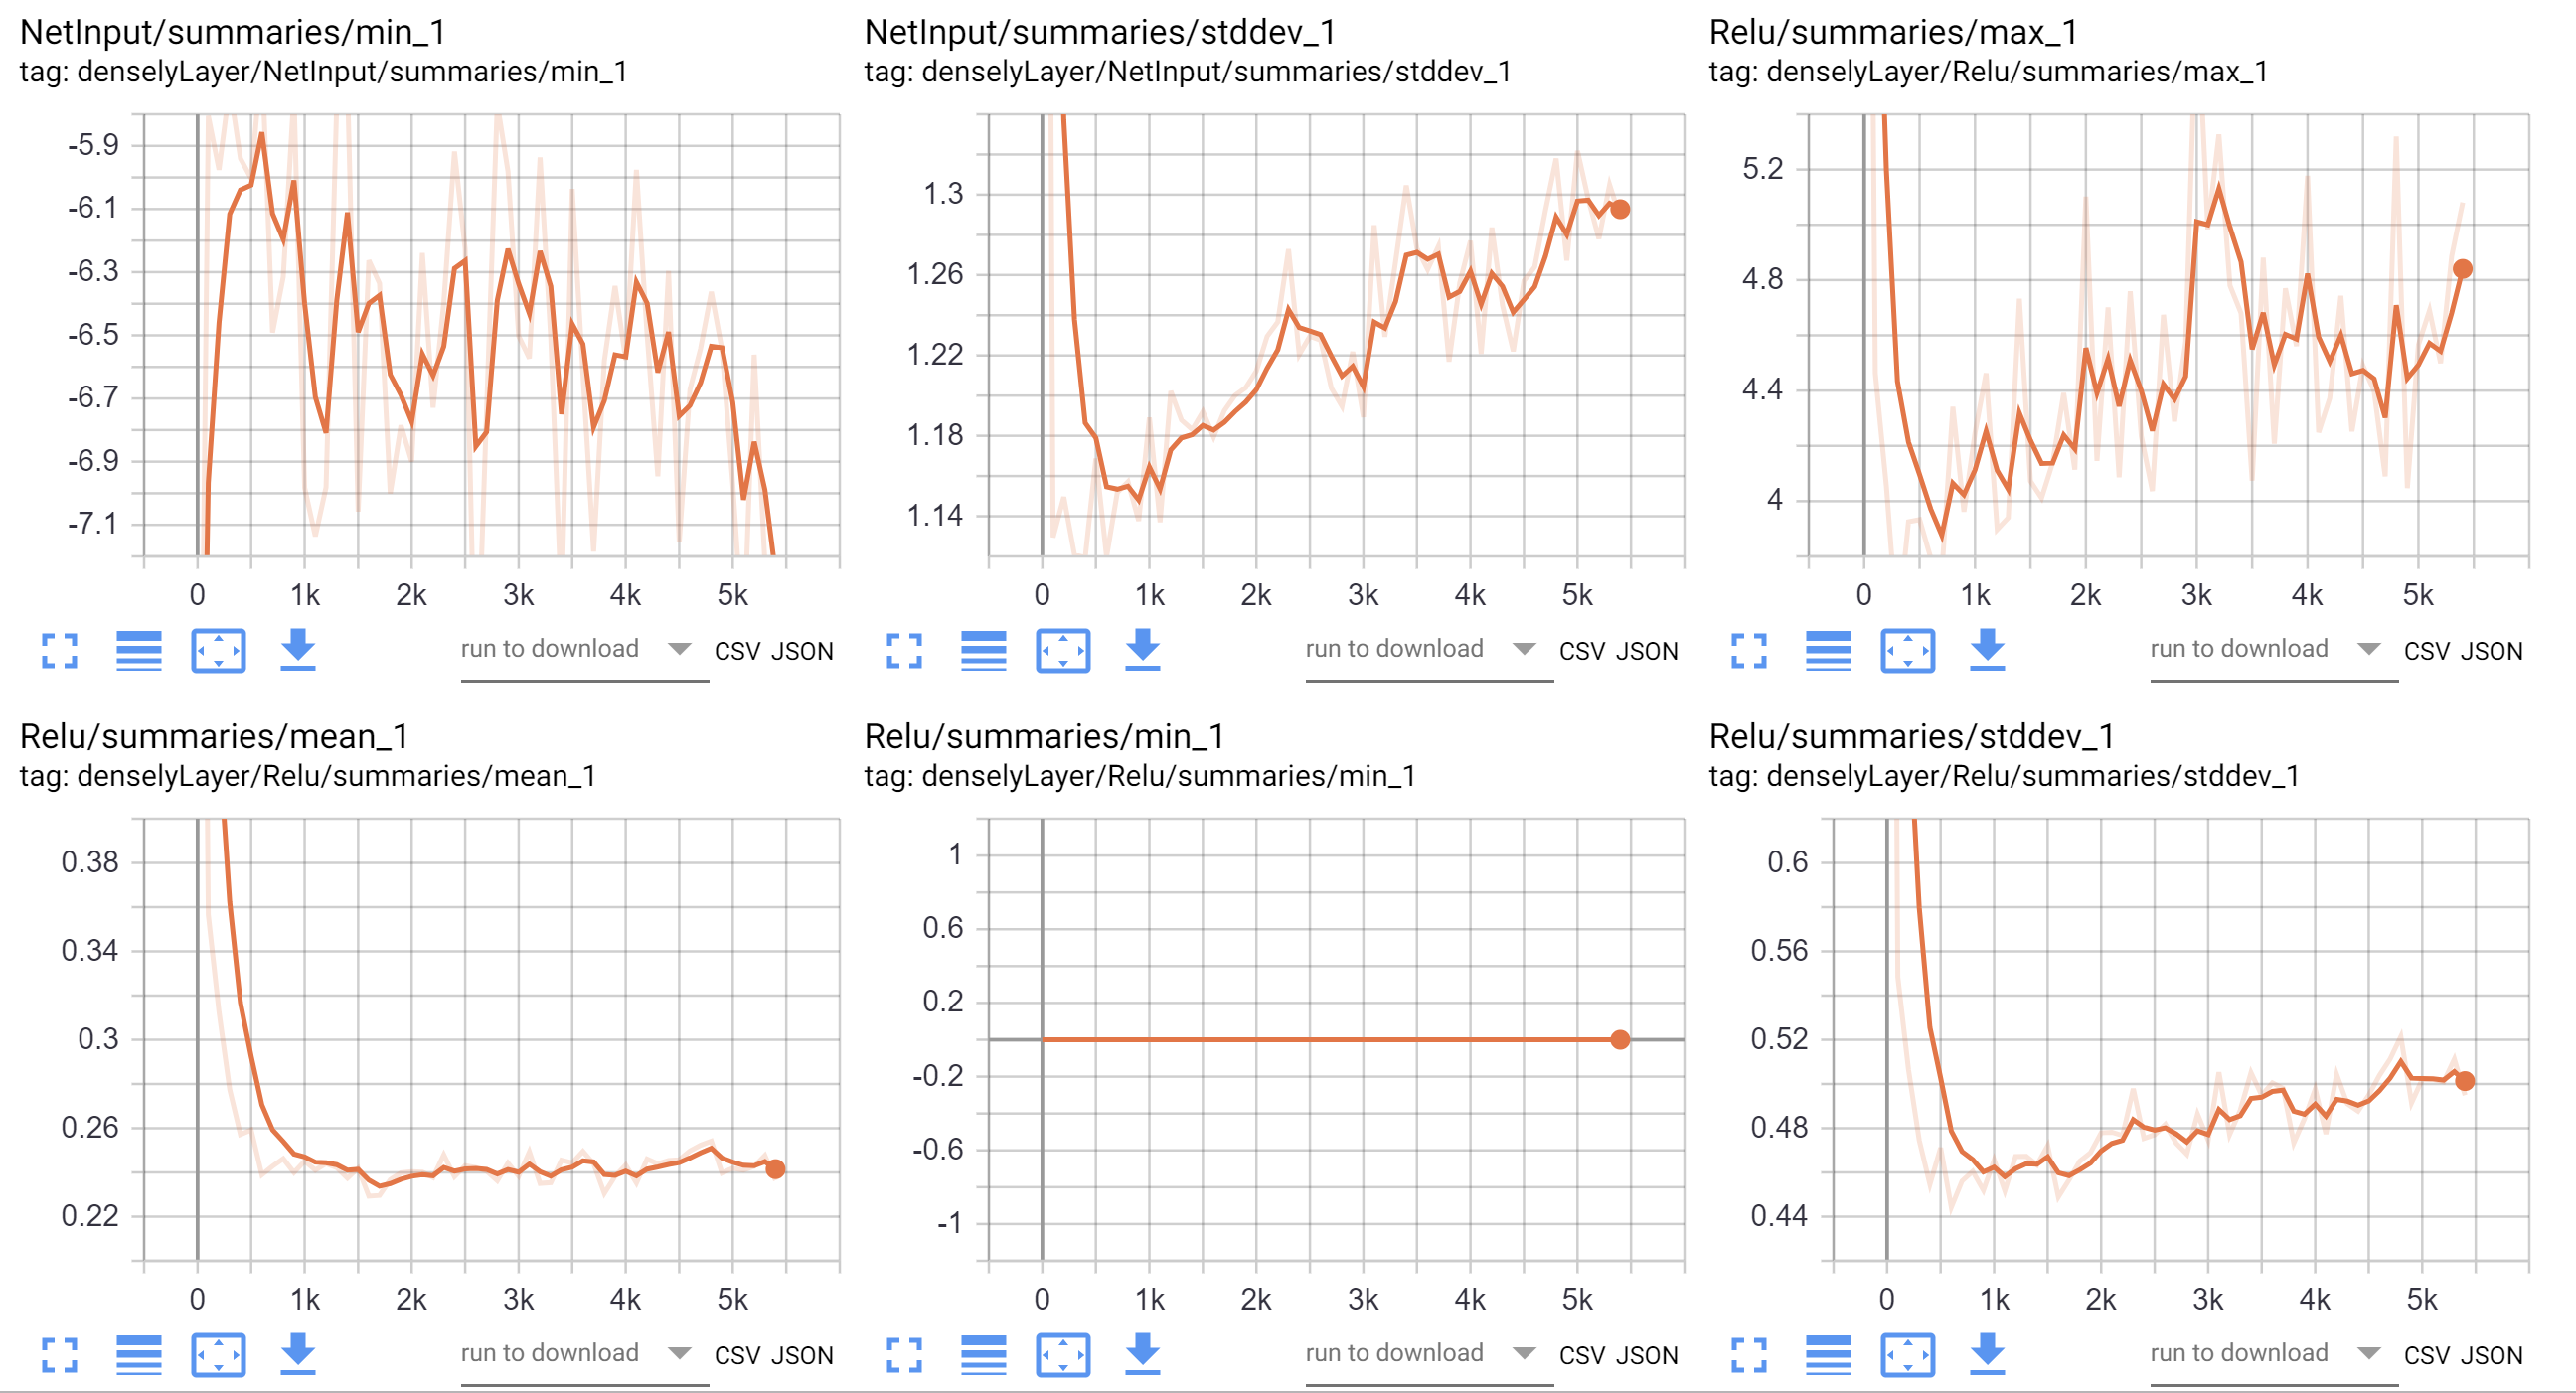 NetInput/summaries/min_1
tag: denselyLayer/NetInput/summaries/min_1
-5.9
-6.1
-6.3
-6.5
-6.7
-6.9
-7.1
0 1k 2k 3k 4k 5k
run to download CSV JSON
NetInput/summaries/stddev_1
tag: denselyLayer/NetInput/summaries/stddev_1
1.3
1.26
1.22
1.18
1.14
0 1k 2k 3k 4k 5k
run to download CSV JSON
Relu/summaries/max_1
tag: denselyLayer/Relu/summaries/max_1
5.2
4.8
4.4
4
0 1k 2k 3k 4k 5k
run to download CSV JSON
Relu/summaries/mean_1
tag: denselyLayer/Relu/summaries/mean_1
0.38
0.34
0.3
0.26
0.22
0 1k 2k 3k 4k 5k
run to download CSV JSON
Relu/summaries/min_1
tag: denselyLayer/Relu/summaries/min_1
1
0.6
0.2
-0.2
-0.6
-1
0 1k 2k 3k 4k 5k
run to download CSV JSON
Relu/summaries/stddev_1
tag: denselyLayer/Relu/summaries/stddev_1
0.6
0.56
0.52
0.48
0.44
0 1k 2k 3k 4k 5k
run to download CSV JSON